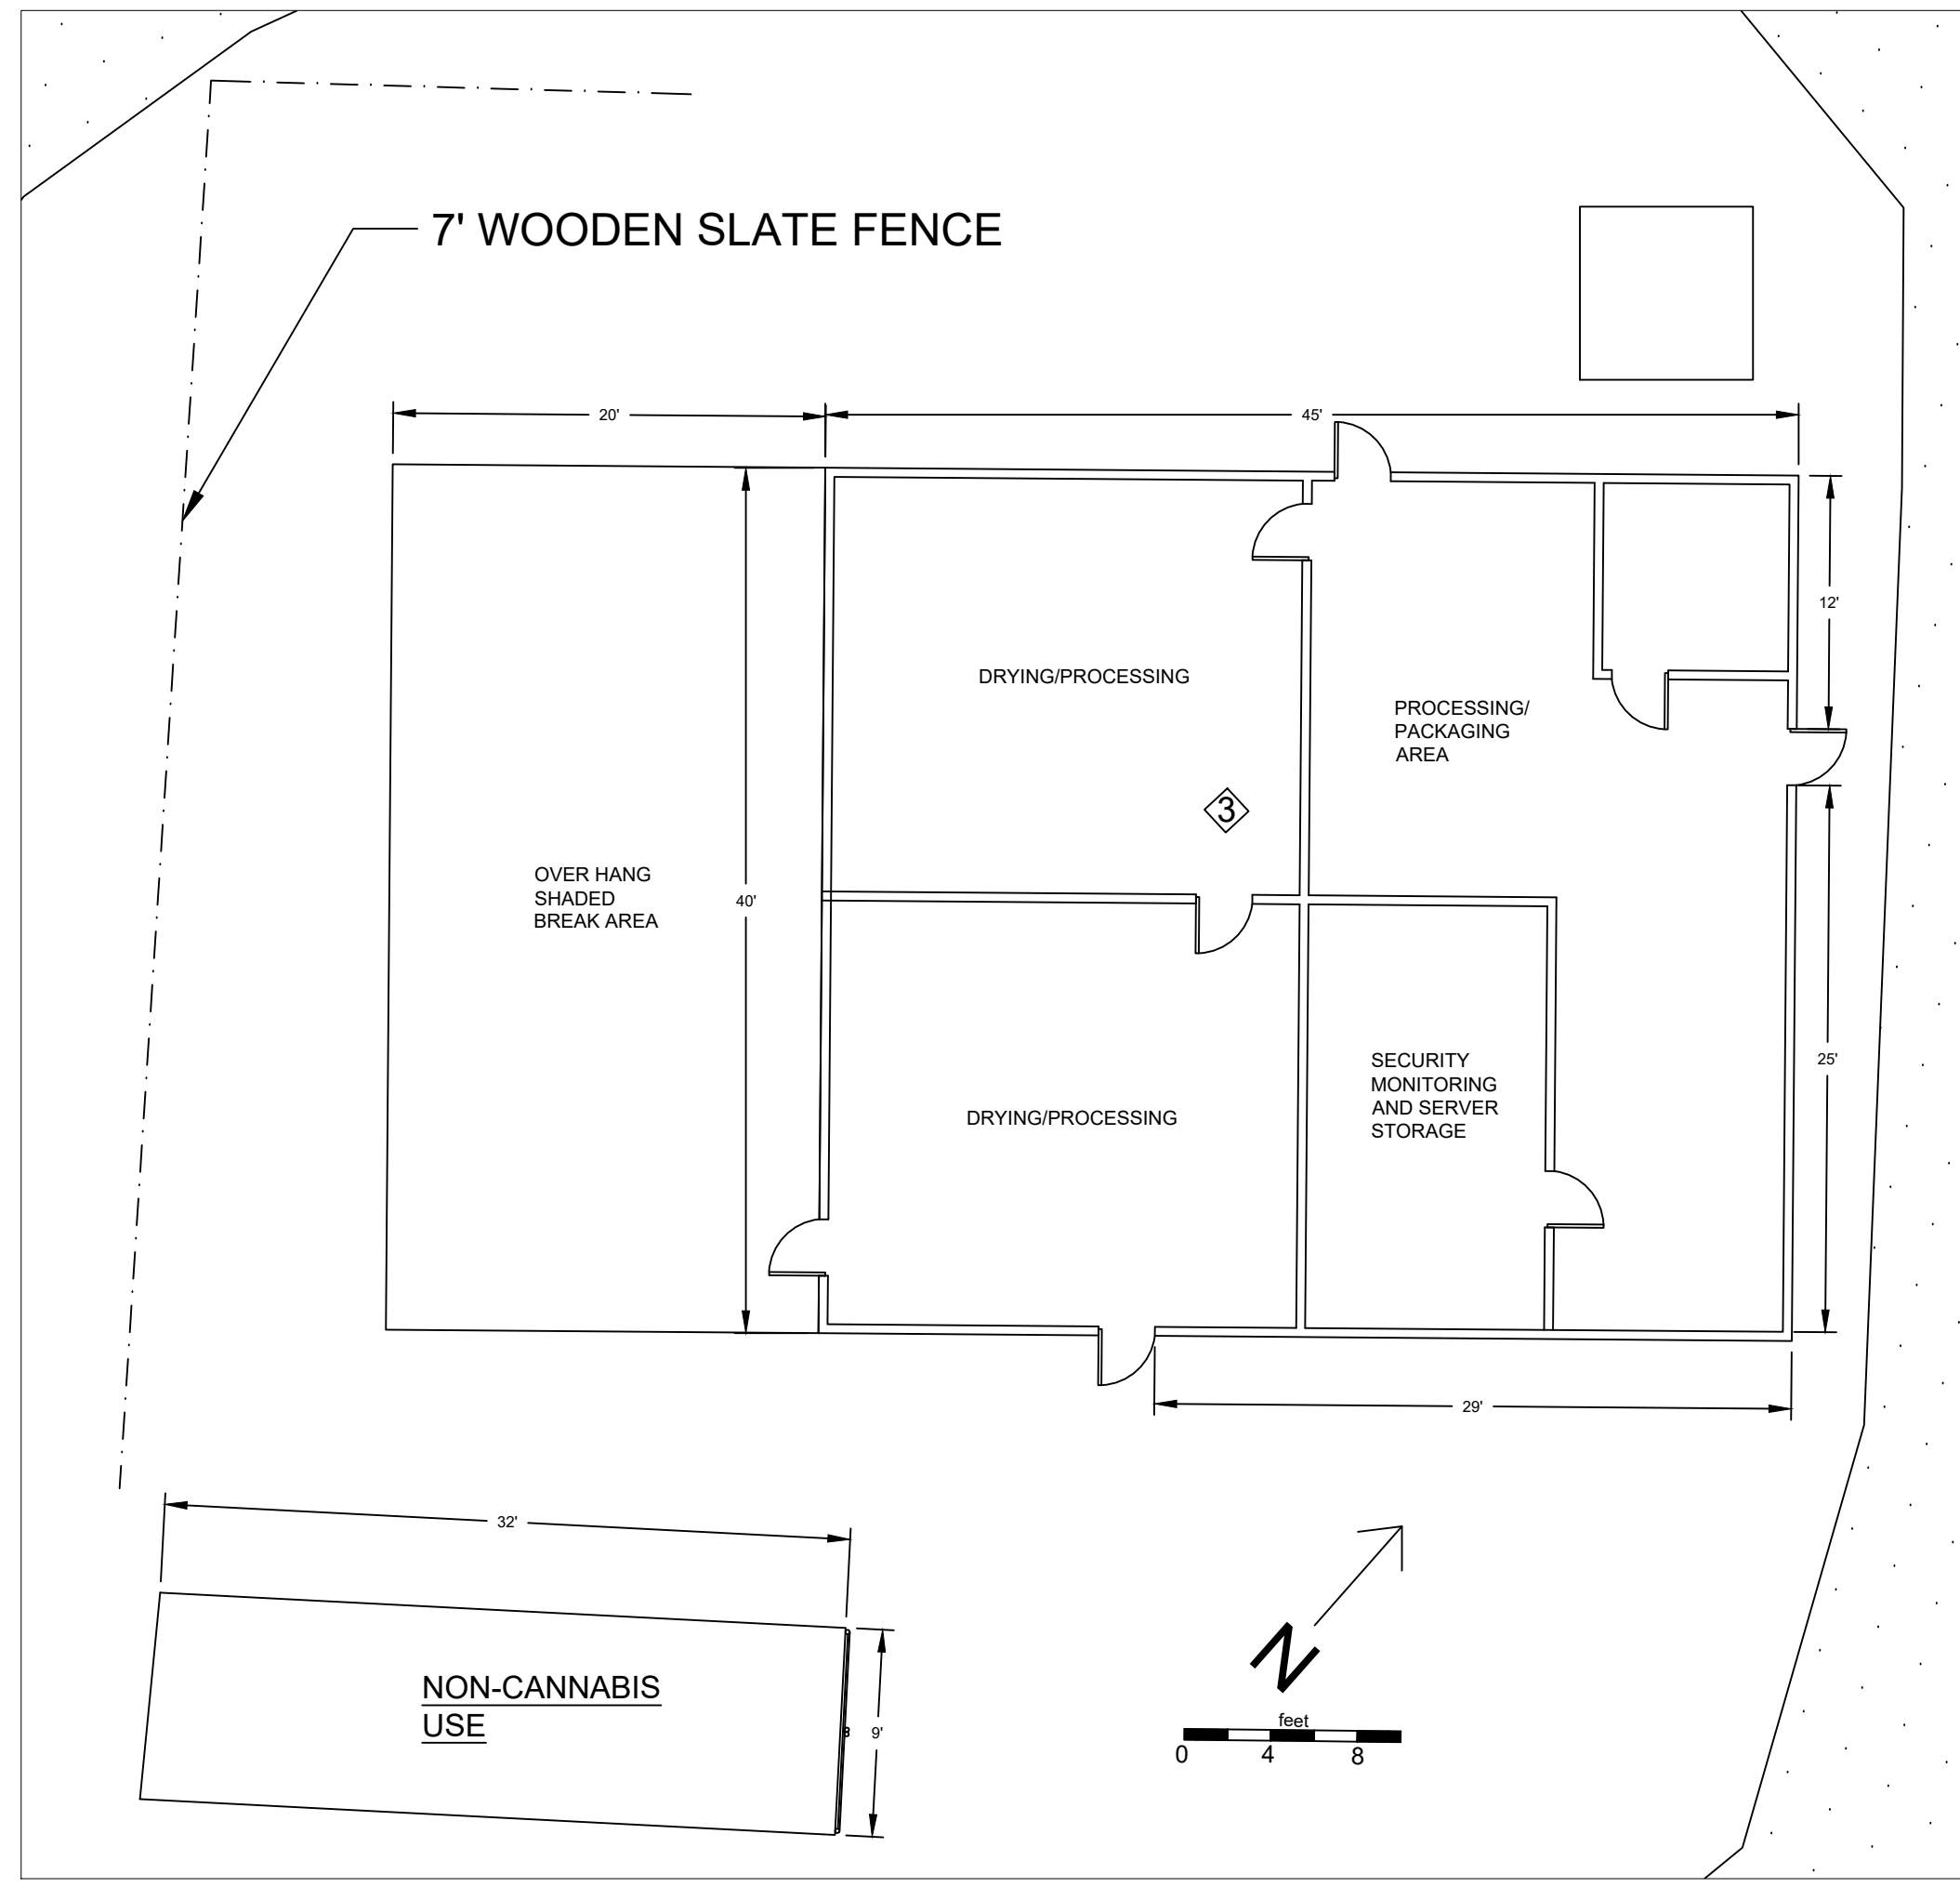 7' WOODEN SLATE FENCE
20'
45'
12'
DRYING/PROCESSING
PROCESSING/
PACKAGING
AREA
3
OVER HANG
SHADED
BREAK AREA
40'
SECURITY
MONITORING
AND SERVER
STORAGE
25'
DRYING/PROCESSING
29'
32'
NON-CANNABIS
USE
9'
N
feet
0 4 8